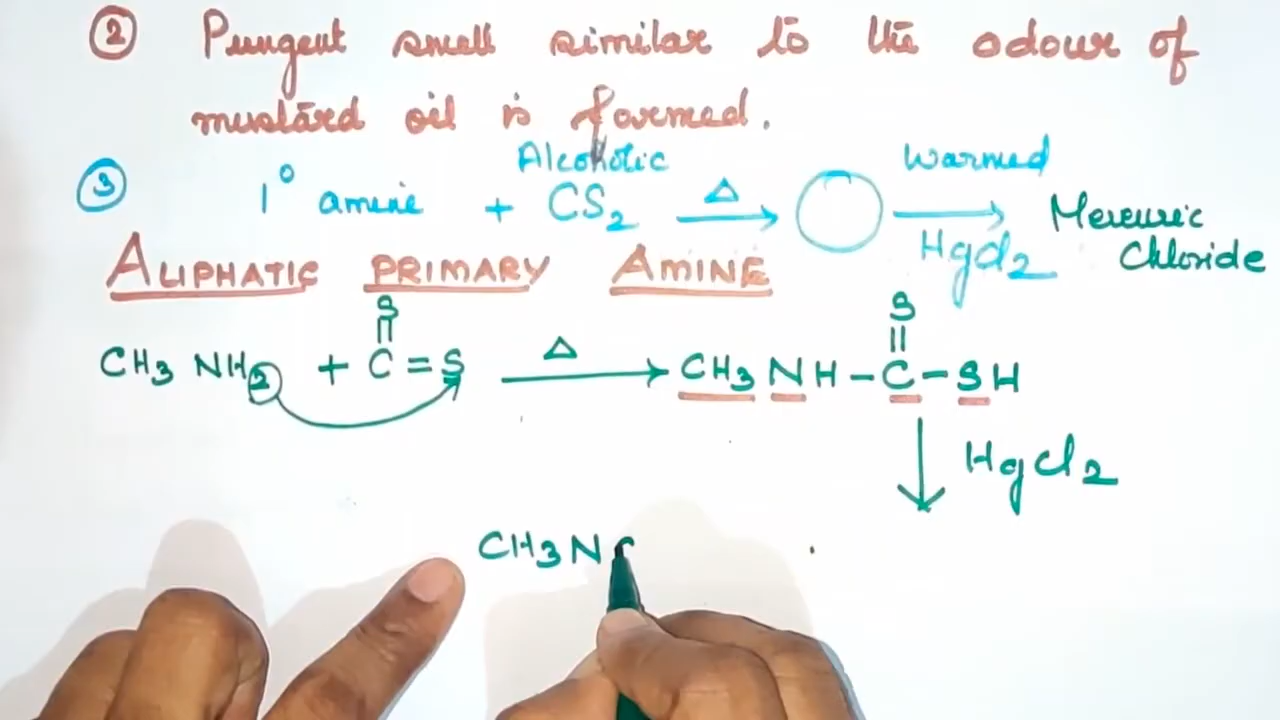 ② Pungent smell similar to the odour of
mustard oil is formed.
Alcoholic Warmed
③ 1° amine + CS2 Δ → ○ → Mercuric
HgCl2 Chloride
ALIPHATIC PRIMARY AMINE
S S
|| ||
CH3 NH2 + C = S Δ → CH3 NH - C - SH
↓ HgCl2
CH3 N